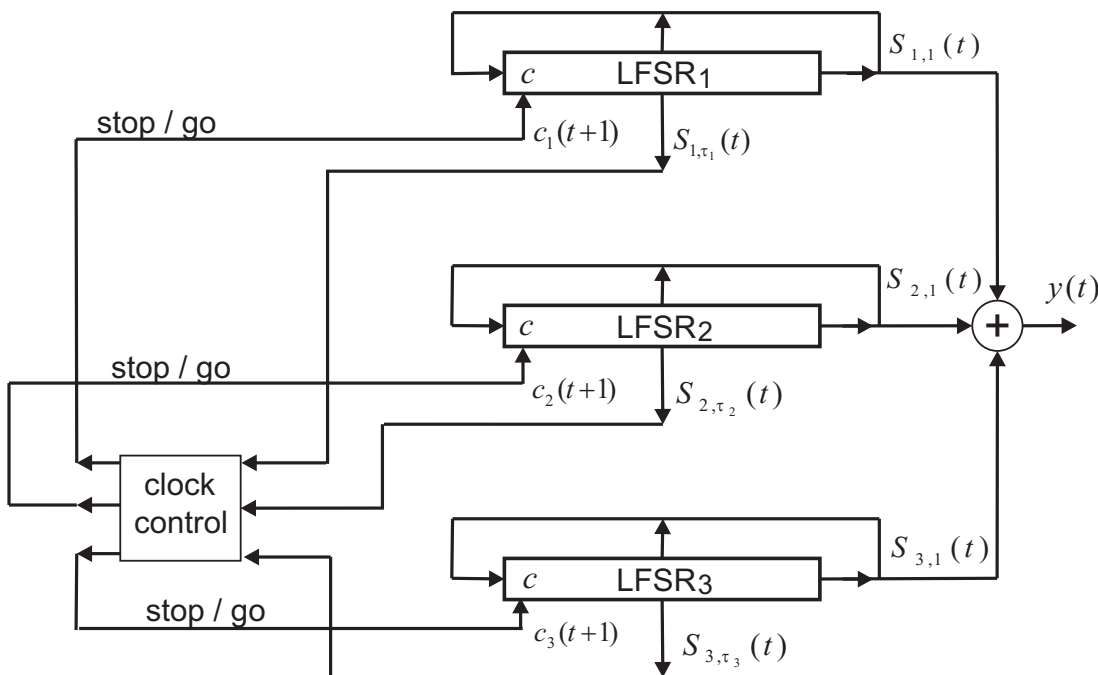 S₁,₁(t)
c LFSR₁
stop / go
c₁(t+1)
S₁,τ₁(t)
S₂,₁(t)
y(t)
c LFSR₂
+
stop / go
c₂(t+1)
S₂,τ₂(t)
clock
control
S₃,₁(t)
c LFSR₃
stop / go
c₃(t+1)
S₃,τ₃(t)